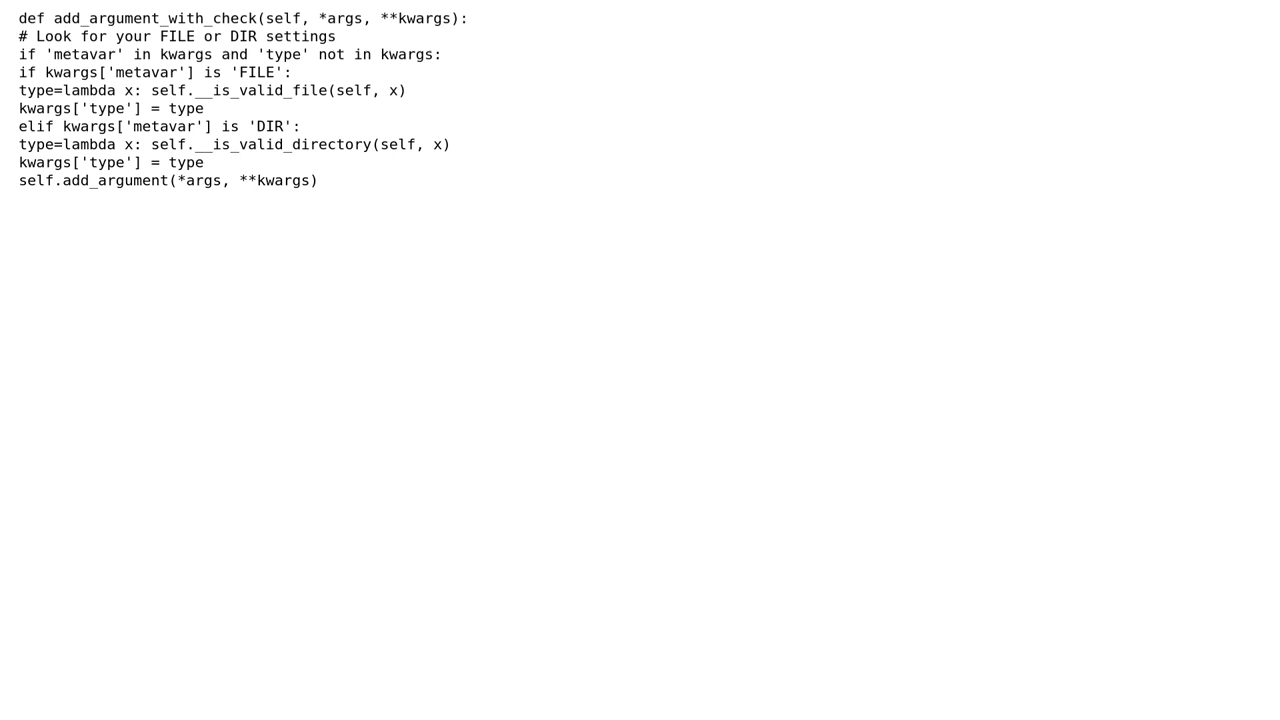 def add_argument_with_check(self, *args, **kwargs):
# Look for your FILE or DIR settings
if 'metavar' in kwargs and 'type' not in kwargs:
if kwargs['metavar'] is 'FILE':
type=lambda x: self.__is_valid_file(self, x)
kwargs['type'] = type
elif kwargs['metavar'] is 'DIR':
type=lambda x: self.__is_valid_directory(self, x)
kwargs['type'] = type
self.add_argument(*args, **kwargs)